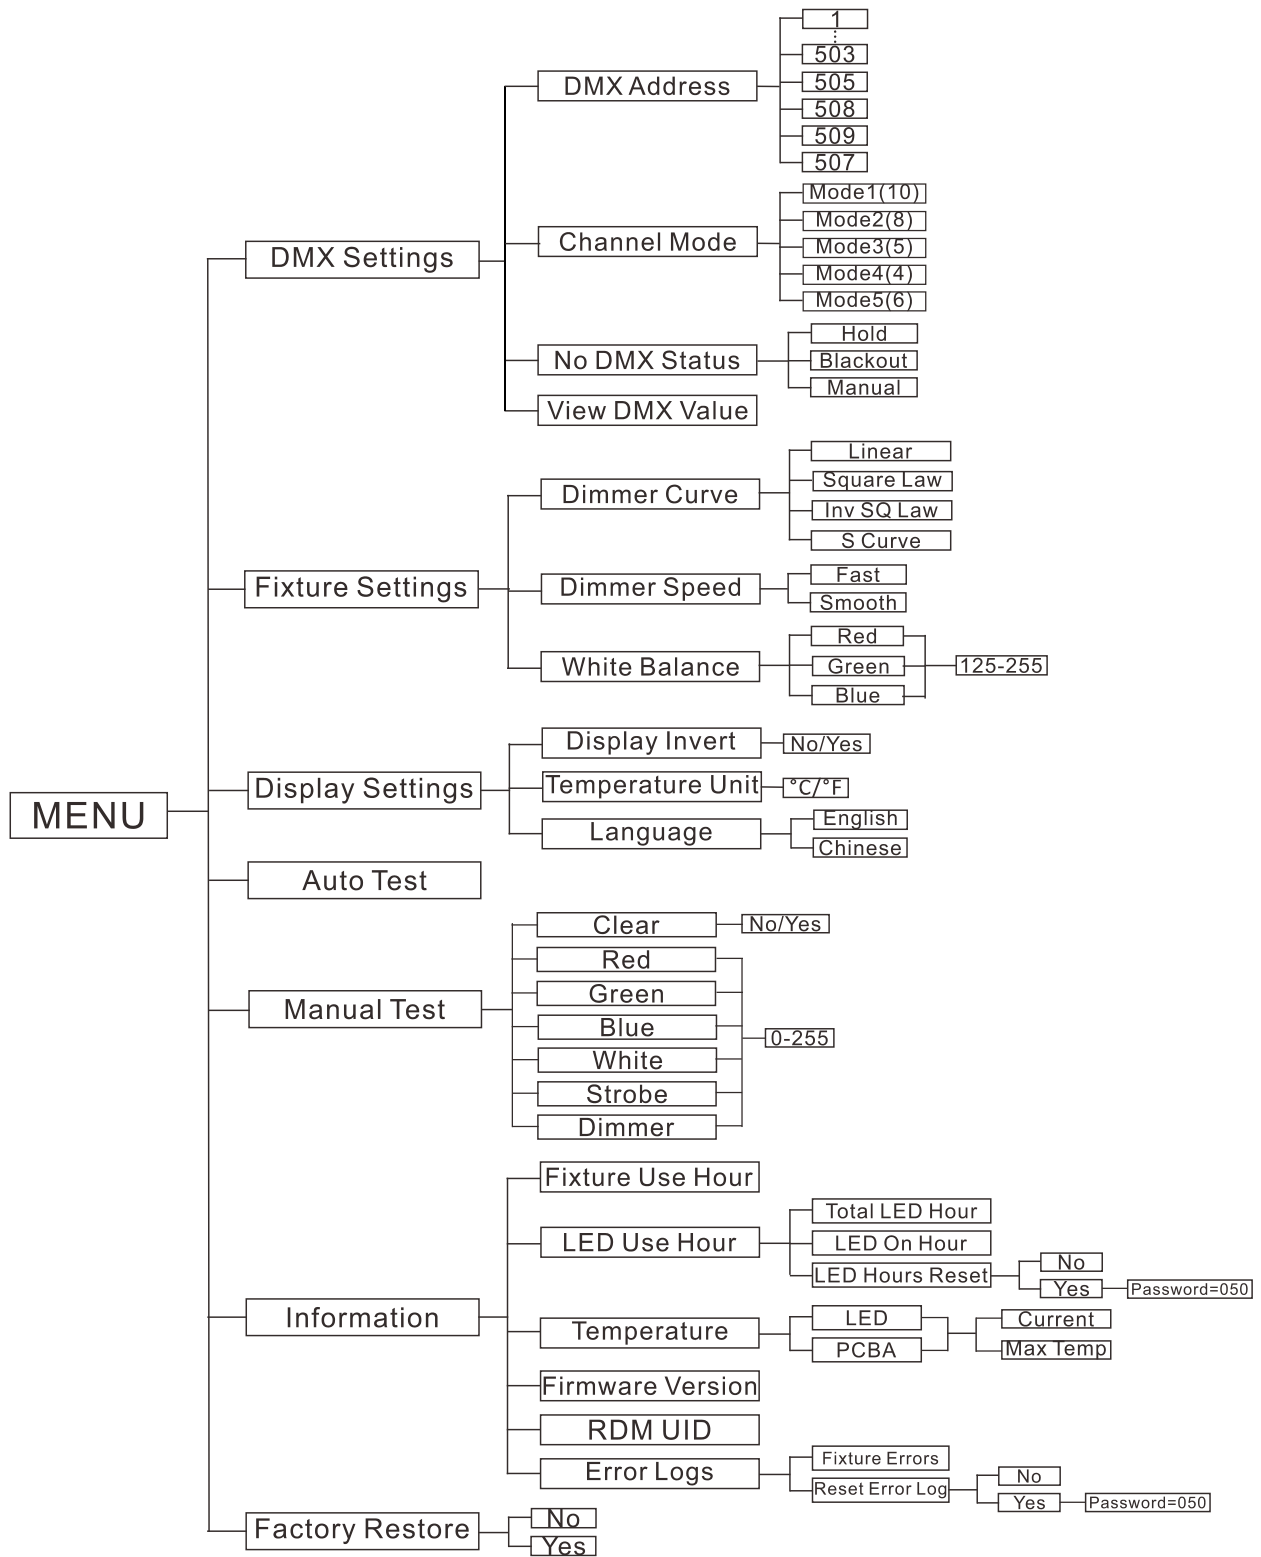 MENU
DMX Settings
DMX Address
1
503
505
508
509
507
Channel Mode
Mode1(10)
Mode2(8)
Mode3(5)
Mode4(4)
Mode5(6)
No DMX Status
Hold
Blackout
Manual
View DMX Value
Fixture Settings
Dimmer Curve
Linear
Square Law
Inv SQ Law
S Curve
Dimmer Speed
Fast
Smooth
White Balance
Red
Green
Blue
125-255
Display Settings
Display Invert
No/Yes
Temperature Unit
°C/°F
Language
English
Chinese
Auto Test
Manual Test
Clear
No/Yes
Red
Green
Blue
White
Strobe
Dimmer
0-255
Information
Fixture Use Hour
LED Use Hour
Total LED Hour
LED On Hour
LED Hours Reset
No
Yes
Password=050
Temperature
LED
PCBA
Current
Max Temp
Firmware Version
RDM UID
Error Logs
Fixture Errors
Reset Error Log
No
Yes
Password=050
Factory Restore
No
Yes